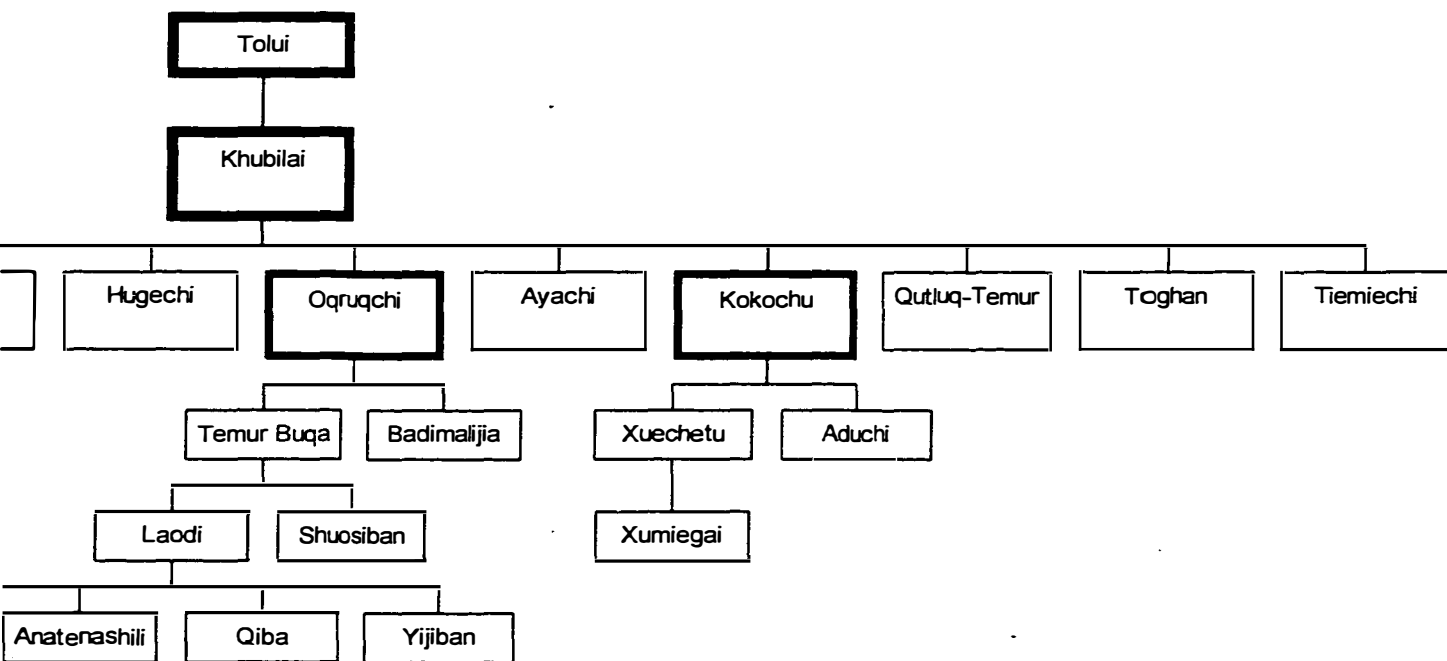 Tolui
Khubilai
Hugechi
Oqruqchi
Ayachi
Kokochu
Qutluq-Temur
Toghan
Tiemiechi
Temur Buqa
Badimalijia
Xuechetu
Aduchi
Laodi
Shuosiban
Xumiegai
Anatenashili
Qiba
Yijiban